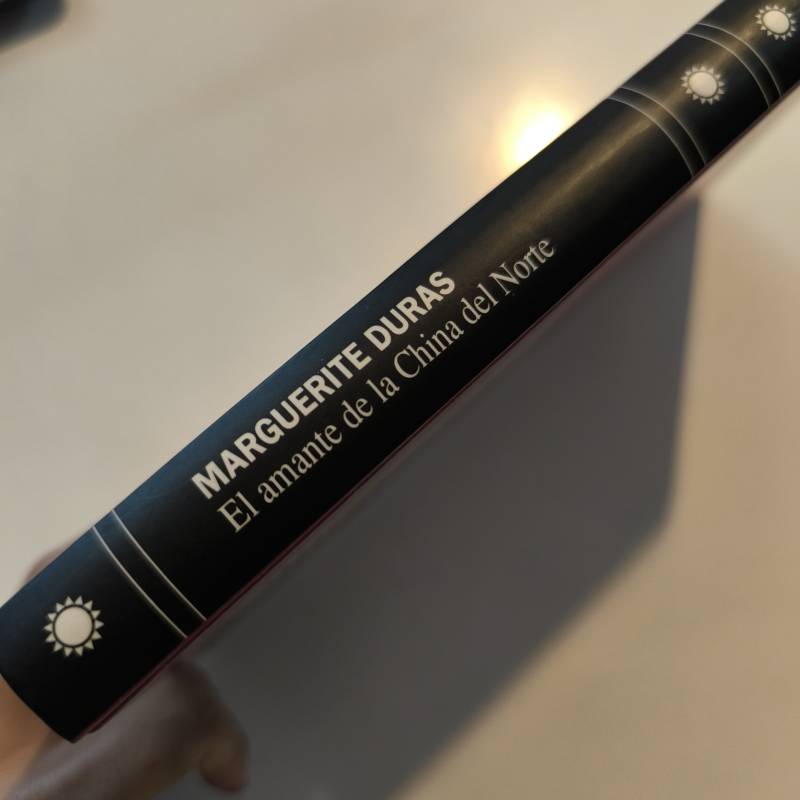 MARGUERITE DURAS
El amante de la China del Norte